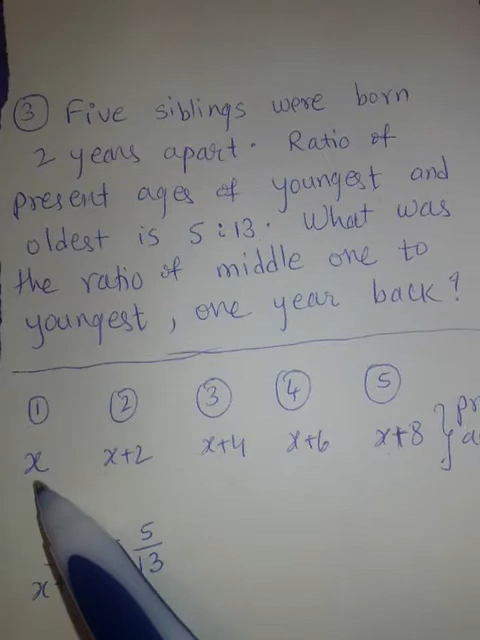 ③ Five siblings were born
2 years apart. Ratio of
present ages of youngest and
oldest is 5:13. What was
the ratio of middle one to
youngest, one year back?
① ② ③ ④ ⑤
x x+2 x+4 x+6 x+8 }
5
13
x